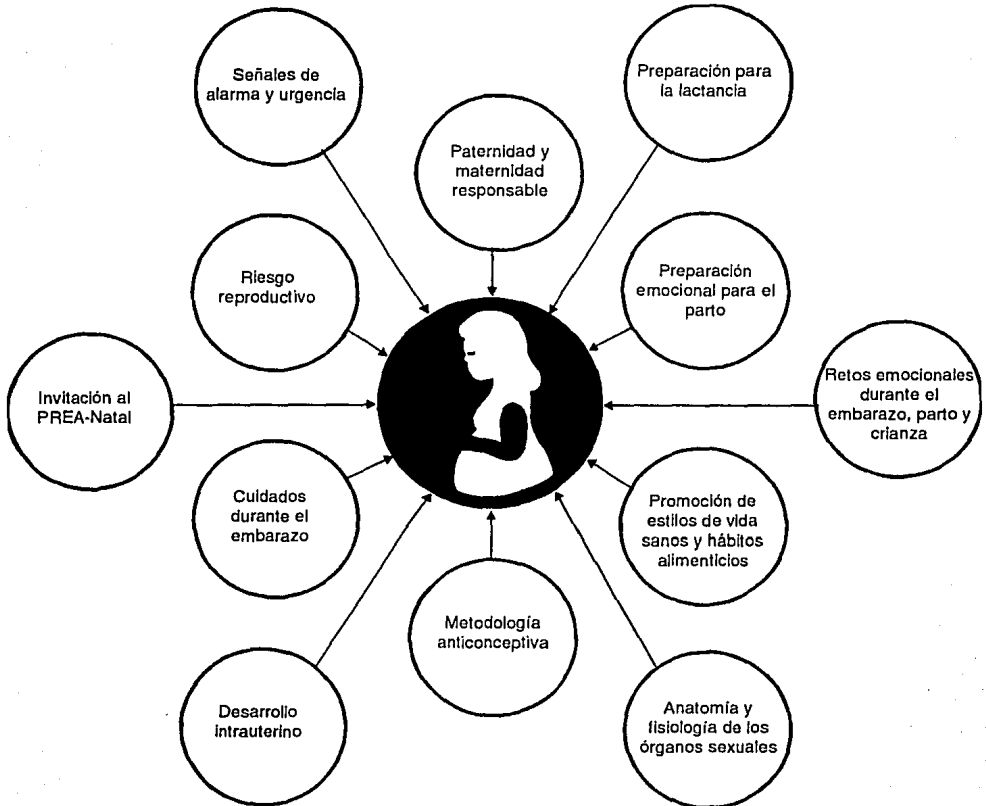 Señales de
alarma y urgencia
Preparación para
la lactancia
Paternidad y
maternidad
responsable
Riesgo
reproductivo
Preparación
emocional para el
parto
Invitación al
PREA-Natal
Retos emocionales
durante el
embarazo, parto y
crianza
Cuidados
durante el
embarazo
Promoción de
estilos de vida
sanos y hábitos
alimenticios
Metodología
anticonceptiva
Desarrollo
intrauterino
Anatomía y
fisiología de los
órganos sexuales